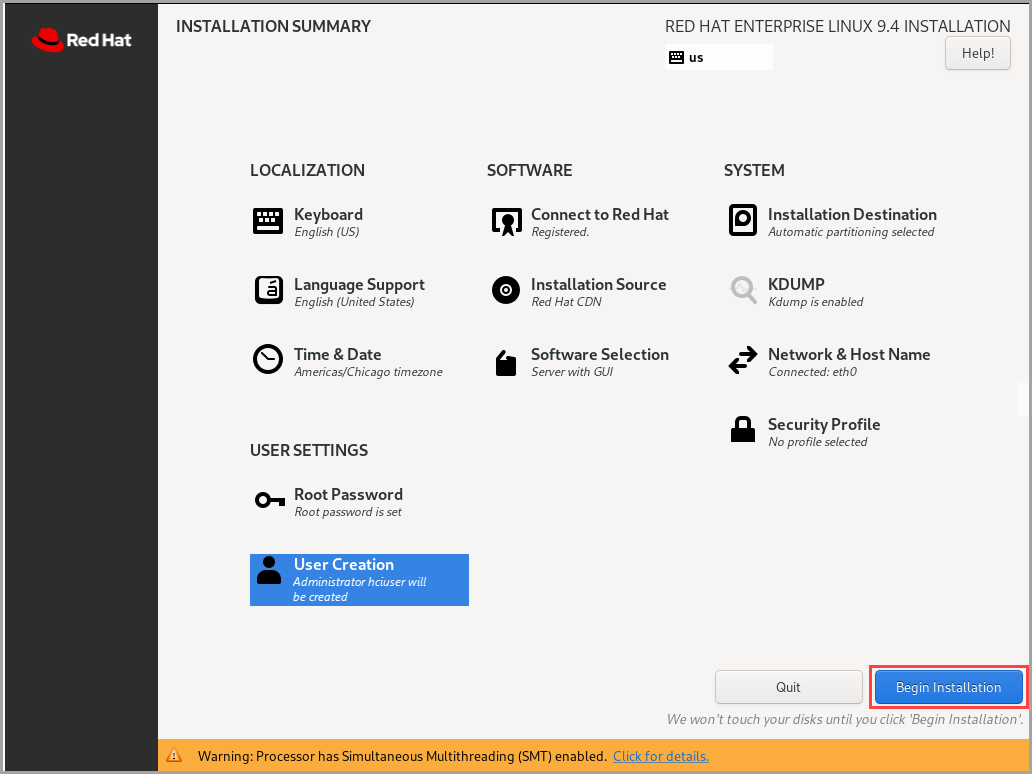 Red Hat
INSTALLATION SUMMARY
RED HAT ENTERPRISE LINUX 9.4 INSTALLATION
us
Help!
LOCALIZATION
Keyboard
English (US)
Language Support
English (United States)
Time & Date
Americas/Chicago timezone
SOFTWARE
Connect to Red Hat
Registered.
Installation Source
Red Hat CDN
Software Selection
Server with GUI
SYSTEM
Installation Destination
Automatic partitioning selected
KDUMP
Kdump is enabled
Network & Host Name
Connected: eth0
Security Profile
No profile selected
USER SETTINGS
Root Password
Root password is set
User Creation
Administrator hciuser will
be created
Quit
Begin Installation
We won't touch your disks until you click 'Begin Installation'.
Warning: Processor has Simultaneous Multithreading (SMT) enabled. Click for details.